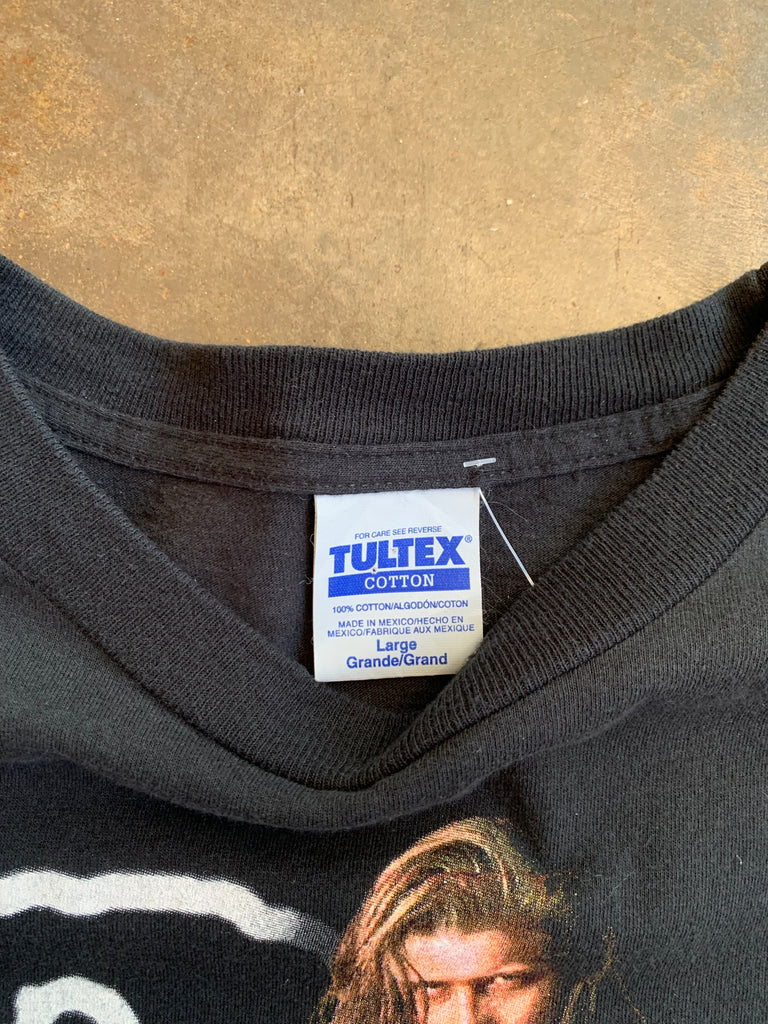 FOR CARE SEE REVERSE
TULTEX®
COTTON
100% COTTON/ALGODÓN/COTON
MADE IN MEXICO/HECHO EN
MEXICO/FABRIQUE AUX MEXIQUE
Large
Grande/Grand